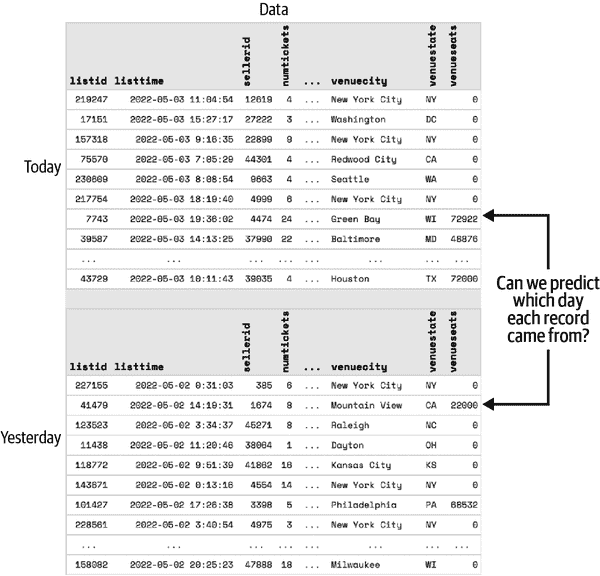 Data
listid listtime sellerid numtickets ... venuecity venuestate venueseats
219247 2022-05-03 11:04:54 12619 4 ... New York City NY 0
17151 2022-05-03 15:27:17 27222 3 ... Washington DC 0
157318 2022-05-03 9:16:35 22899 9 ... New York City NY 0
Today
75570 2022-05-03 7:05:29 44301 4 ... Redwood City CA 0
230669 2022-05-03 8:08:54 9663 4 ... Seattle WA 0
217754 2022-05-03 18:19:40 4999 6 ... New York City NY 0
7743 2022-05-03 19:36:02 4474 24 ... Green Bay WI 72922
39587 2022-05-03 14:13:25 37990 22 ... Baltimore MD 48876
... ... ... ... ... ... ... ...
43729 2022-05-03 10:11:43 39035 4 ... Houston TX 72000
Can we predict
which day
each record
came from?
listid listtime sellerid numtickets ... venuecity venuestate venueseats
227155 2022-05-02 0:31:03 385 6 ... New York City NY 0
41479 2022-05-02 14:19:31 1674 8 ... Mountain View CA 22000
123523 2022-05-02 3:34:37 45271 8 ... Raleigh NC 0
Yesterday
11438 2022-05-02 11:20:46 38064 1 ... Dayton OH 0
118772 2022-05-02 9:51:39 41862 16 ... Kansas City KS 0
143671 2022-05-02 0:13:16 4554 14 ... New York City NY 0
101427 2022-05-02 17:26:38 3398 5 ... Philadelphia PA 68532
228561 2022-05-02 3:40:54 4975 3 ... New York City NY 0
... ... ... ... ... ... ... ...
158082 2022-05-02 20:25:23 47888 18 ... Milwaukee WI 0